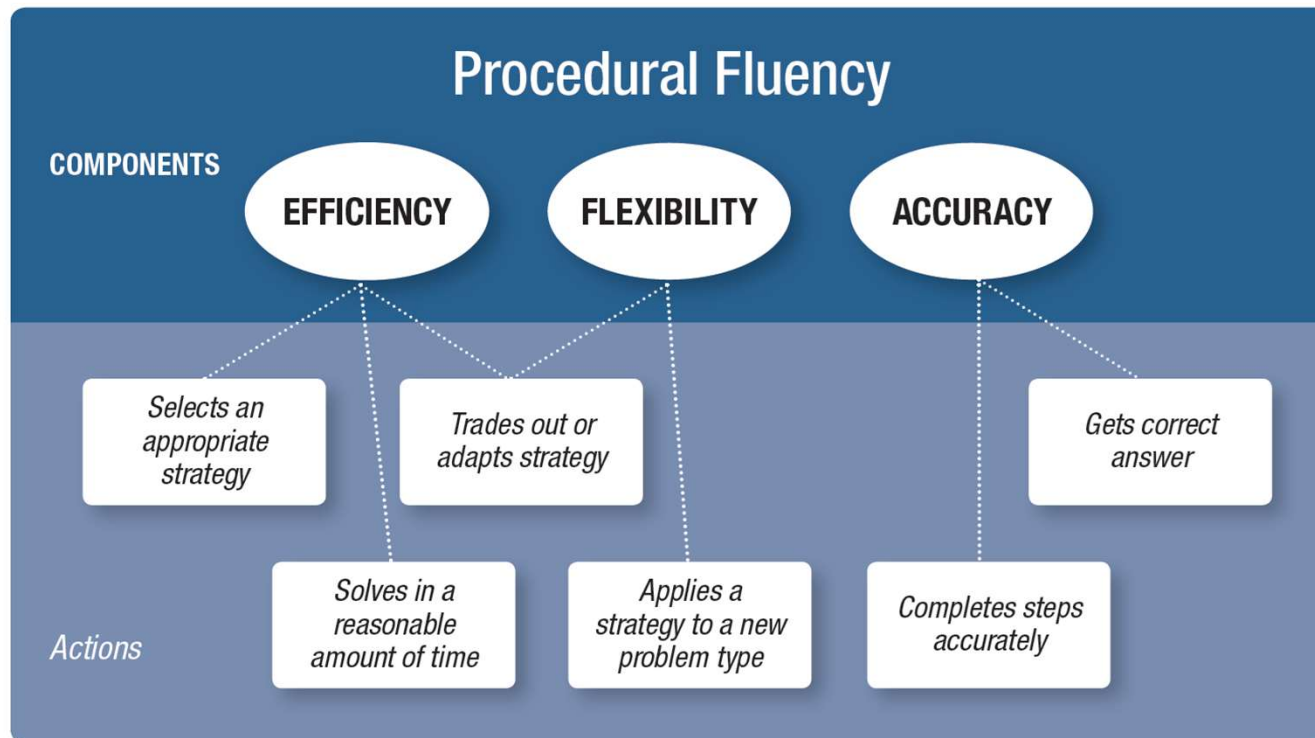 Procedural Fluency
COMPONENTS
EFFICIENCY
FLEXIBILITY
ACCURACY
Selects an
appropriate
strategy
Trades out or
adapts strategy
Gets correct
answer
Actions
Solves in a
reasonable
amount of time
Applies a
strategy to a new
problem type
Completes steps
accurately